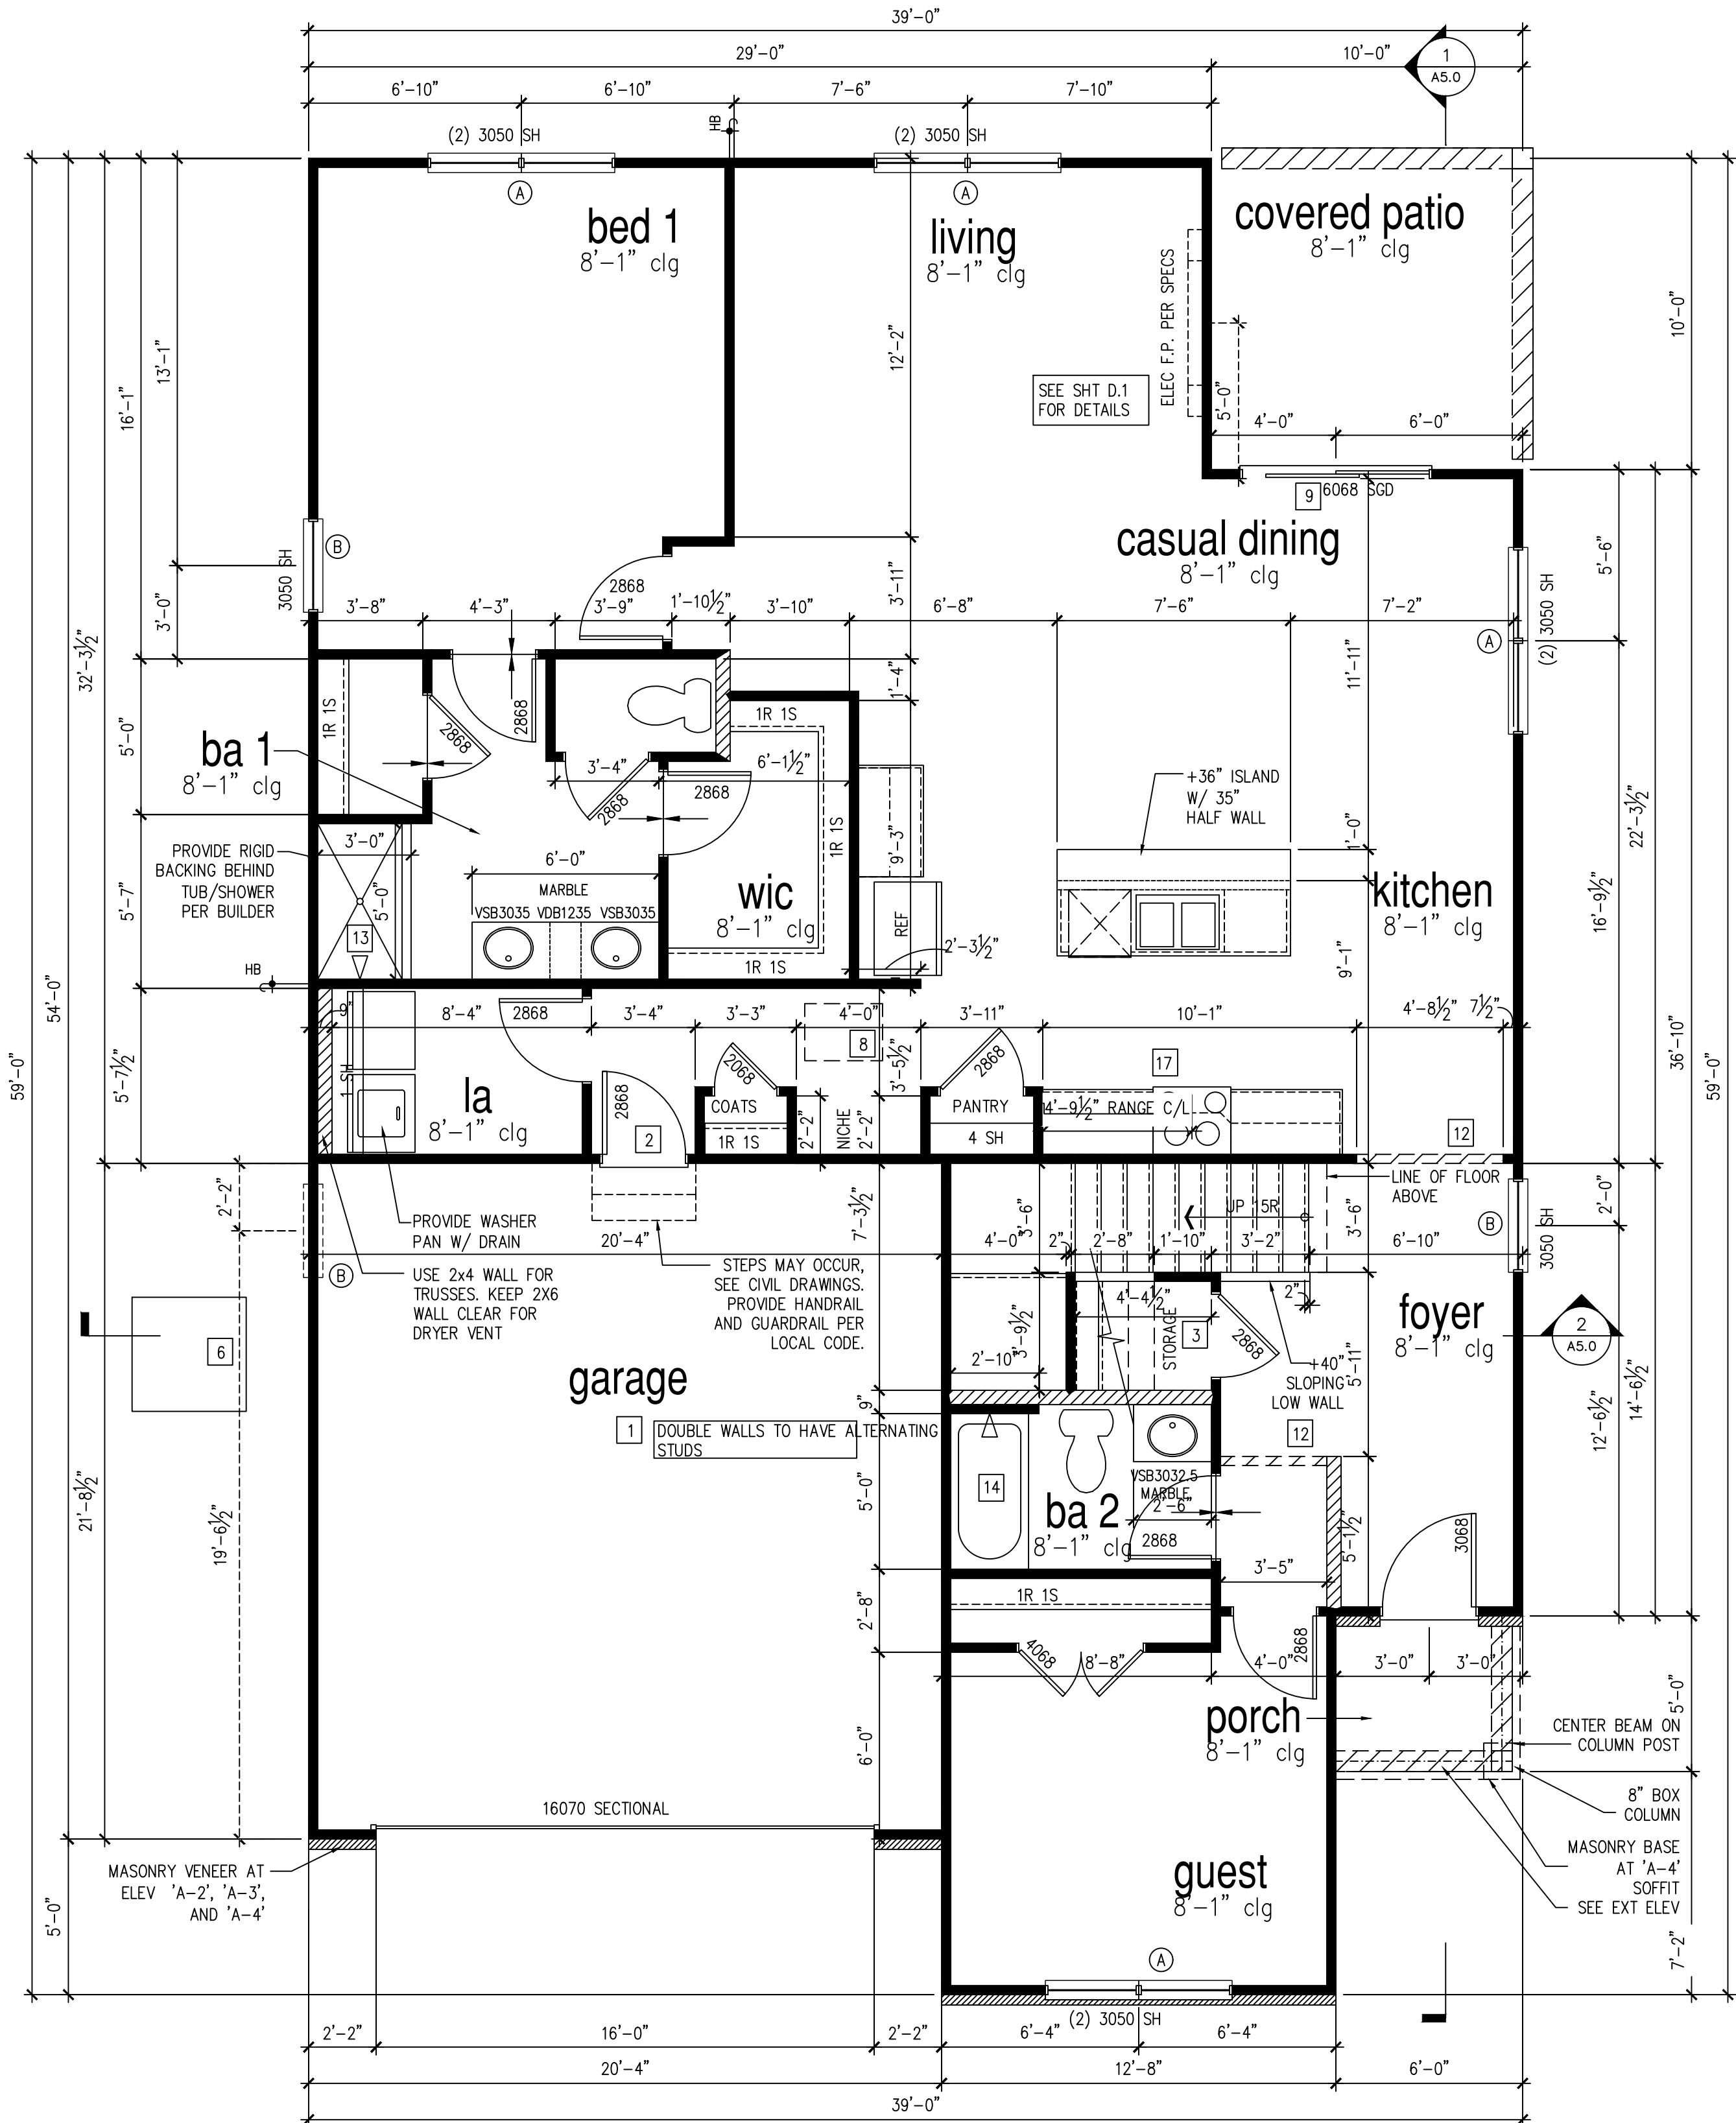 39'-0"
29'-0"
10'-0"
1
A5.0
6'-10"
6'-10"
7'-6"
7'-10"
(2) 3050 SH
HB
(2) 3050 SH
A
A
bed 1
8'-1" clg
living
8'-1" clg
covered patio
8'-1" clg
ELEC F.P. PER SPECS
SEE SHT D.1
FOR DETAILS
12'-2"
5'-0"
4'-0"
6'-0"
10'-0"
13'-1"
16'-1"
9
6068 SGD
casual dining
8'-1" clg
B
3050 SH
2868
3'-11"
5'-6"
3'-0"
3'-8"
4'-3"
3'-9"
1'-10½"
3'-10"
6'-8"
7'-6"
7'-2"
A
(2) 3050 SH
32'-3½"
11'-11"
1'-4"
1R 1S
2868
2868
1R 1S
5'-0"
ba 1
8'-1" clg
3'-4"
6'-1½"
2868
2868
+36" ISLAND
W/ 35"
HALF WALL
22'-3½"
1R 1S
9'-3"
1'-0"
PROVIDE RIGID
BACKING BEHIND
TUB/SHOWER
PER BUILDER
3'-0"
6'-0"
MARBLE
VSB3035 VDB1235 VSB3035
5'-0"
13
wic
8'-1" clg
1R 1S
REF
2'-3½"
kitchen
8'-1" clg
9'-1"
16'-9½"
5'-7"
HB
54'-0"
59'-0"
9"
8'-4"
2868
3'-4"
3'-3"
4'-0"
3'-11"
10'-1"
4'-8½"
7½"
36'-10"
59'-0"
8
3'-5½"
2068
2868
17
5'-7½"
1 SH
la
8'-1" clg
2868
2
COATS
1R 1S
2'-2"
NICHE
2'-2"
PANTRY
4 SH
4'-9½" RANGE C/L
12
LINE OF FLOOR
ABOVE
2'-2"
PROVIDE WASHER
PAN W/ DRAIN
20'-4"
7'-3½"
3'-6"
UP 15R
3'-6"
2'-0"
B
3050 SH
4'-0"
2"
2'-8"
1'-10"
3'-2"
6'-10"
B
USE 2x4 WALL FOR
TRUSSES. KEEP 2X6
WALL CLEAR FOR
DRYER VENT
STEPS MAY OCCUR,
SEE CIVIL DRAWINGS.
PROVIDE HANDRAIL
AND GUARDRAIL PER
LOCAL CODE.
4'-4½"
2"
foyer
8'-1" clg
2
A5.0
6
3'-9½"
2'-10"
STORAGE
3
2868
+40"
SLOPING
LOW WALL
5'-11"
14'-6½"
12'-6½"
garage
1
DOUBLE WALLS TO HAVE ALTERNATING
STUDS
9"
12
21'-8½"
19'-6½"
5'-0"
14
VSB3032.5
MARBLE
2'-6"
ba 2
8'-1" clg
2868
5'-1½"
3068
3'-5"
1R 1S
2'-8"
4068
8'-8"
4'-0"
2868
3'-0"
3'-0"
5'-0"
porch
8'-1" clg
6'-0"
CENTER BEAM ON
COLUMN POST
8" BOX
COLUMN
MASONRY BASE
AT 'A-4'
SOFFIT
SEE EXT ELEV
16070 SECTIONAL
MASONRY VENEER AT
ELEV 'A-2', 'A-3',
AND 'A-4'
guest
8'-1" clg
5'-0"
7'-2"
A
(2) 3050 SH
2'-2"
16'-0"
2'-2"
6'-4"
6'-4"
20'-4"
12'-8"
6'-0"
39'-0"